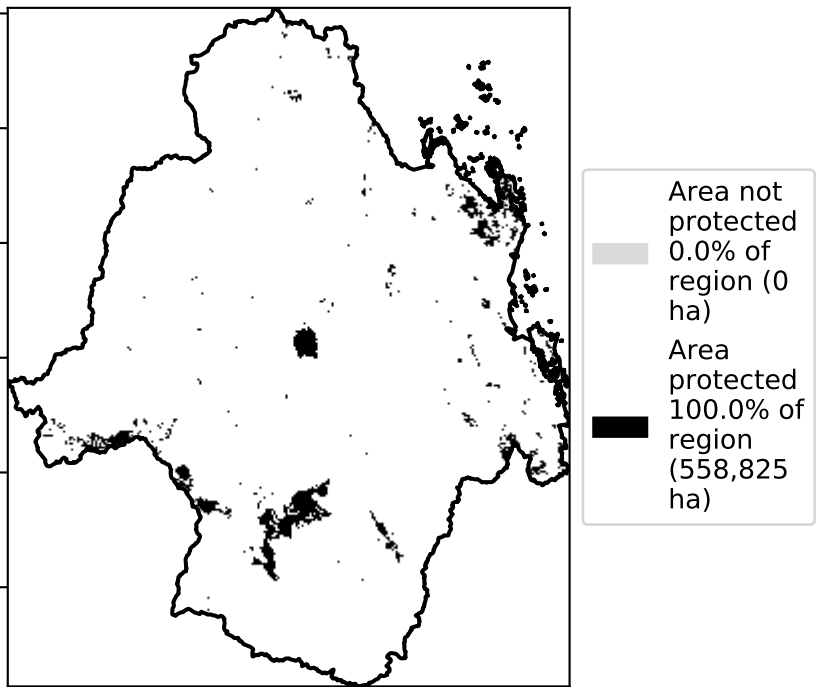 Area not
protected
0.0% of
region (0
ha)
Area
protected
100.0% of
region
(558,825
ha)